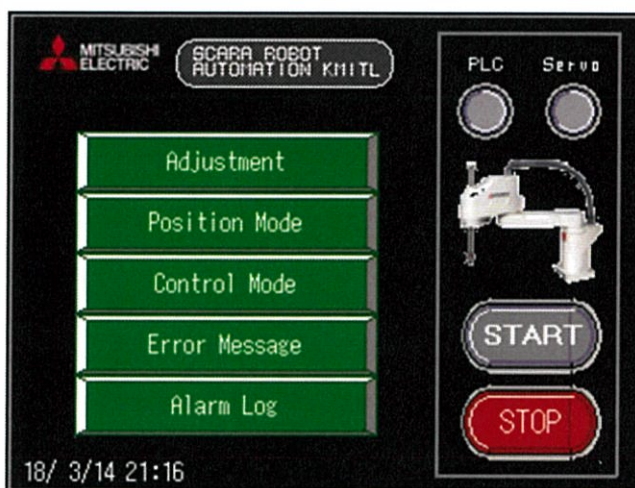 MITSUBISHI
ELECTRIC
SCARA ROBOT
AUTOMATION KMITL
PLC Servo
Adjustment
Position Mode
Control Mode
Error Message
Alarm Log
START
STOP
18/ 3/14 21:16